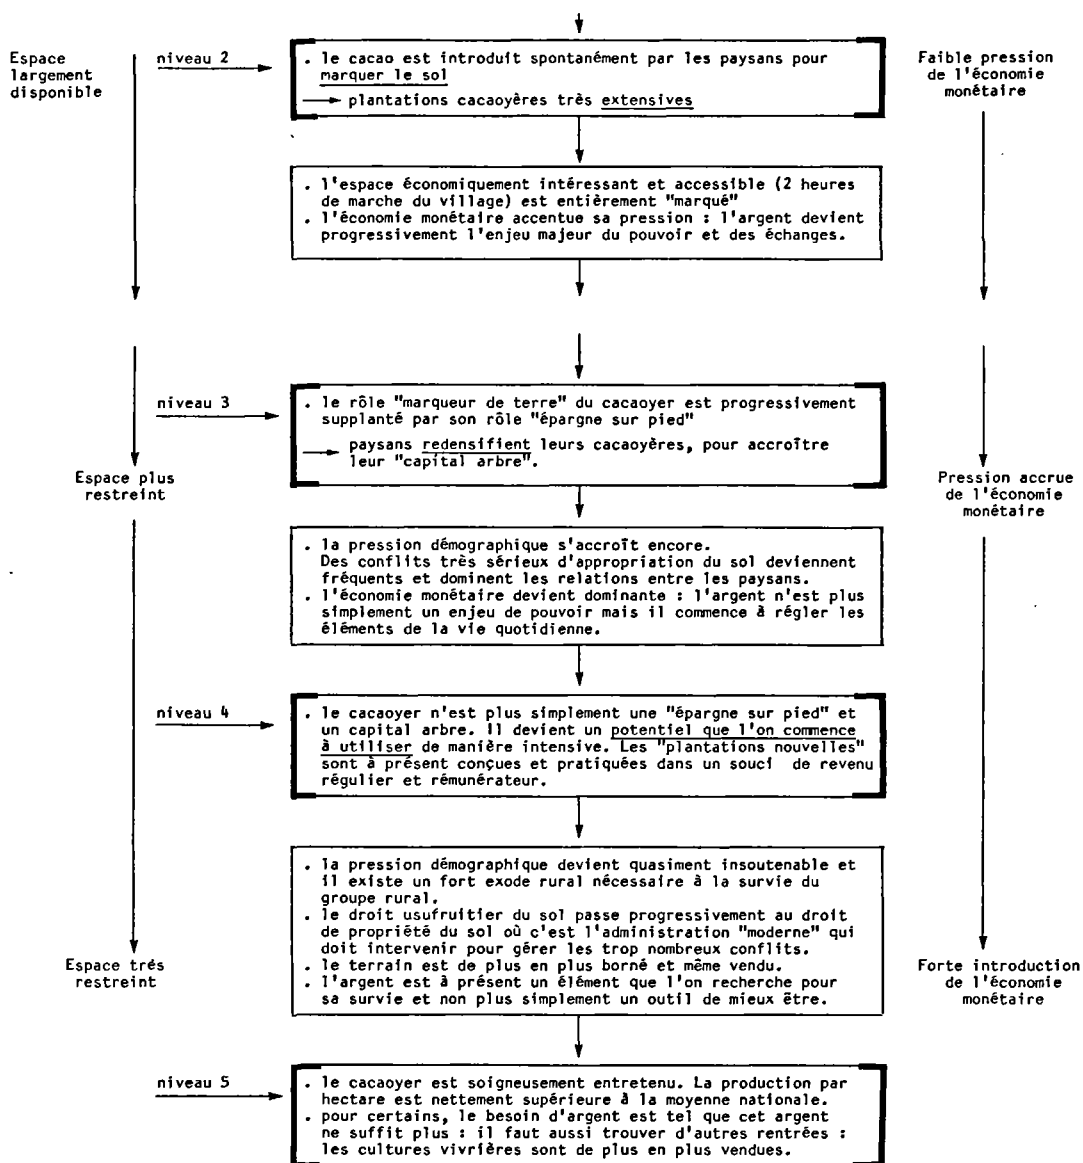 Espace
largement
disponible
niveau 2
. le cacao est introduit spontanément par les paysans pour
marquer le sol
→ plantations cacaoyères très extensives
Faible pression
de l'économie
monétaire
. l'espace économiquement intéressant et accessible (2 heures
de marche du village) est entièrement "marqué"
. l'économie monétaire accentue sa pression : l'argent devient
progressivement l'enjeu majeur du pouvoir et des échanges.
niveau 3
. le rôle "marqueur de terre" du cacaoyer est progressivement
supplanté par son rôle "épargne sur pied"
→ paysans redensifient leurs cacaoyères, pour accroître
leur "capital arbre".
Espace plus
restreint
Pression accrue
de l'économie
monétaire
. la pression démographique s'accroît encore.
Des conflits très sérieux d'appropriation du sol deviennent
fréquents et dominent les relations entre les paysans.
. l'économie monétaire devient dominante : l'argent n'est plus
simplement un enjeu de pouvoir mais il commence à régler les
éléments de la vie quotidienne.
niveau 4
. le cacaoyer n'est plus simplement une "épargne sur pied" et
un capital arbre. Il devient un potentiel que l'on commence
à utiliser de manière intensive. Les "plantations nouvelles"
sont à présent conçues et pratiquées dans un souci de revenu
régulier et rémunérateur.
. la pression démographique devient quasiment insoutenable et
il existe un fort exode rural nécessaire à la survie du
groupe rural.
. le droit usufruitier du sol passe progressivement au droit
de propriété du sol où c'est l'administration "moderne" qui
doit intervenir pour gérer les trop nombreux conflits.
. le terrain est de plus en plus borné et même vendu.
. l'argent est à présent un élément que l'on recherche pour
sa survie et non plus simplement un outil de mieux être.
Espace trés
restreint
Forte introduction
de l'économie
monétaire
niveau 5
. le cacaoyer est soigneusement entretenu. La production par
hectare est nettement supérieure à la moyenne nationale.
. pour certains, le besoin d'argent est tel que cet argent
ne suffit plus : il faut aussi trouver d'autres rentrées :
les cultures vivrières sont de plus en plus vendues.